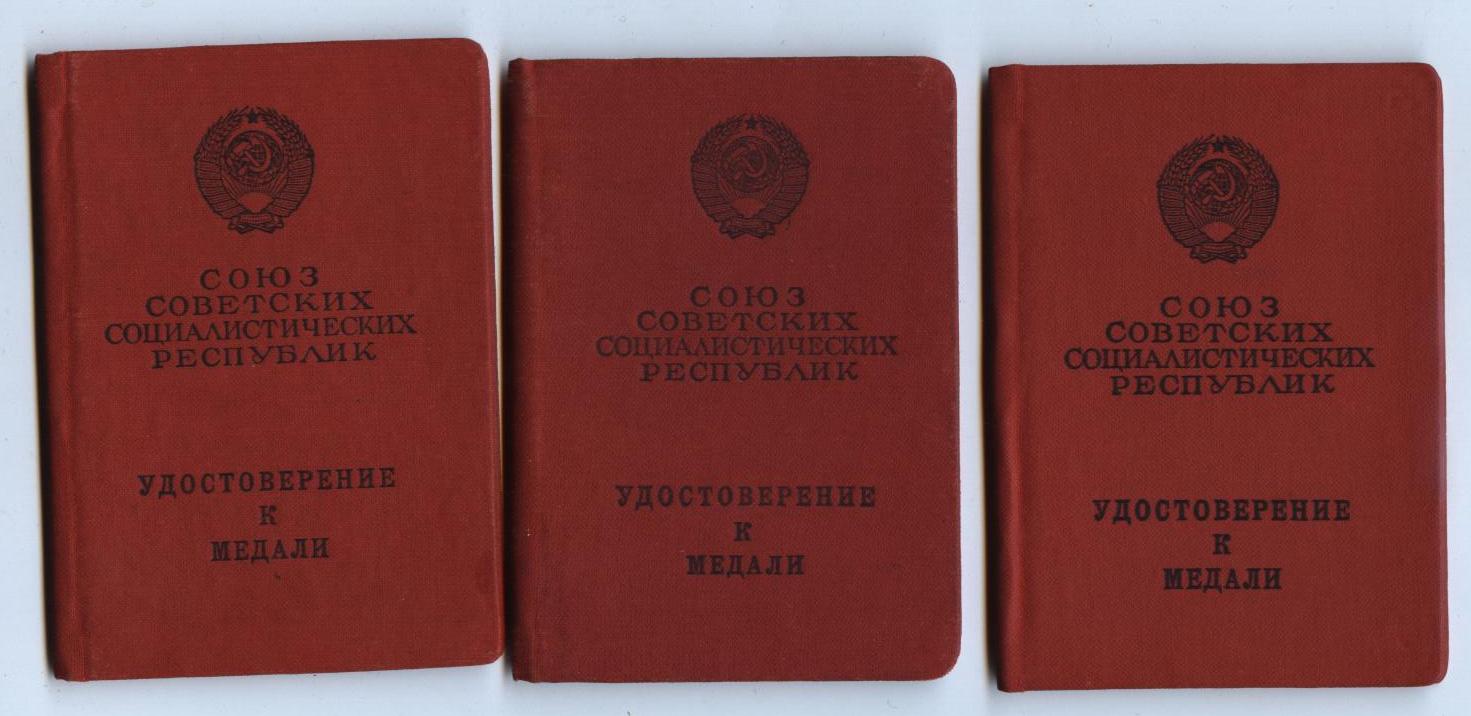 СОЮЗ
СОВЕТСКИХ
СОЦИАЛИСТИЧЕСКИХ
РЕСПУБЛИК
УДОСТОВЕРЕНИЕ
К
МЕДАЛИ
СОЮЗ
СОВЕТСКИХ
СОЦИАЛИСТИЧЕСКИХ
РЕСПУБЛИК
УДОСТОВЕРЕНИЕ
К
МЕДАЛИ
СОЮЗ
СОВЕТСКИХ
СОЦИАЛИСТИЧЕСКИХ
РЕСПУБЛИК
УДОСТОВЕРЕНИЕ
К
МЕДАЛИ